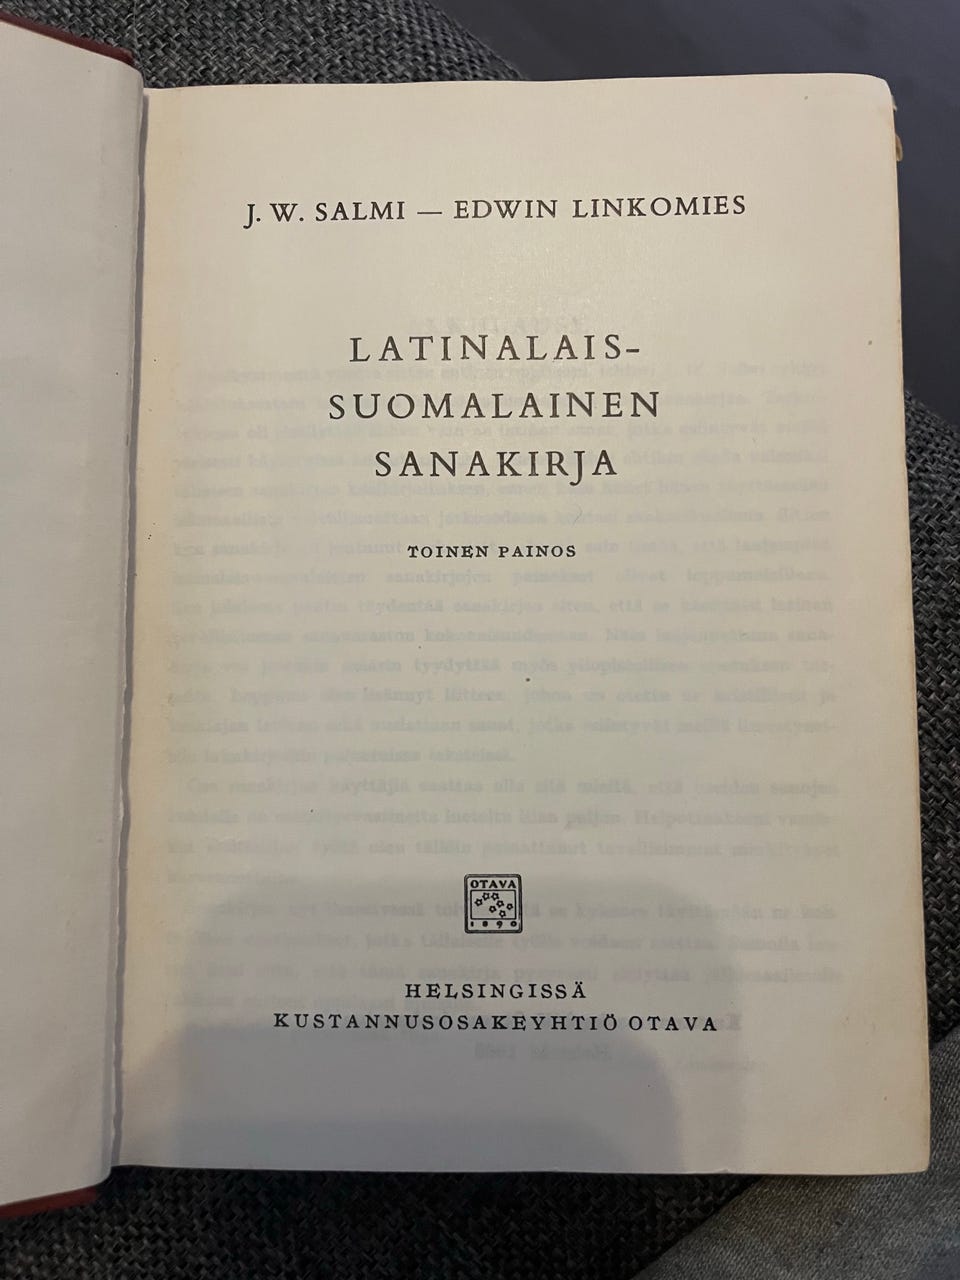 J. W. SALMI — EDWIN LINKOMIES
LATINALAIS-
SUOMALAINEN
SANAKIRJA
TOINEN PAINOS
OTAVA
1890
HELSINGISSÄ
KUSTANNUSOSAKEYHTIÖ OTAVA